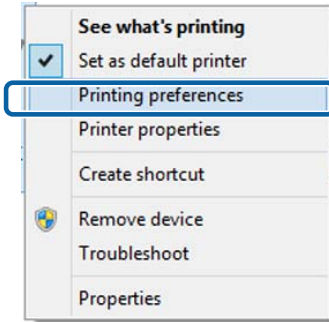 See what's printing
Set as default printer
Printing preferences
Printer properties
Create shortcut
Remove device
Troubleshoot
Properties